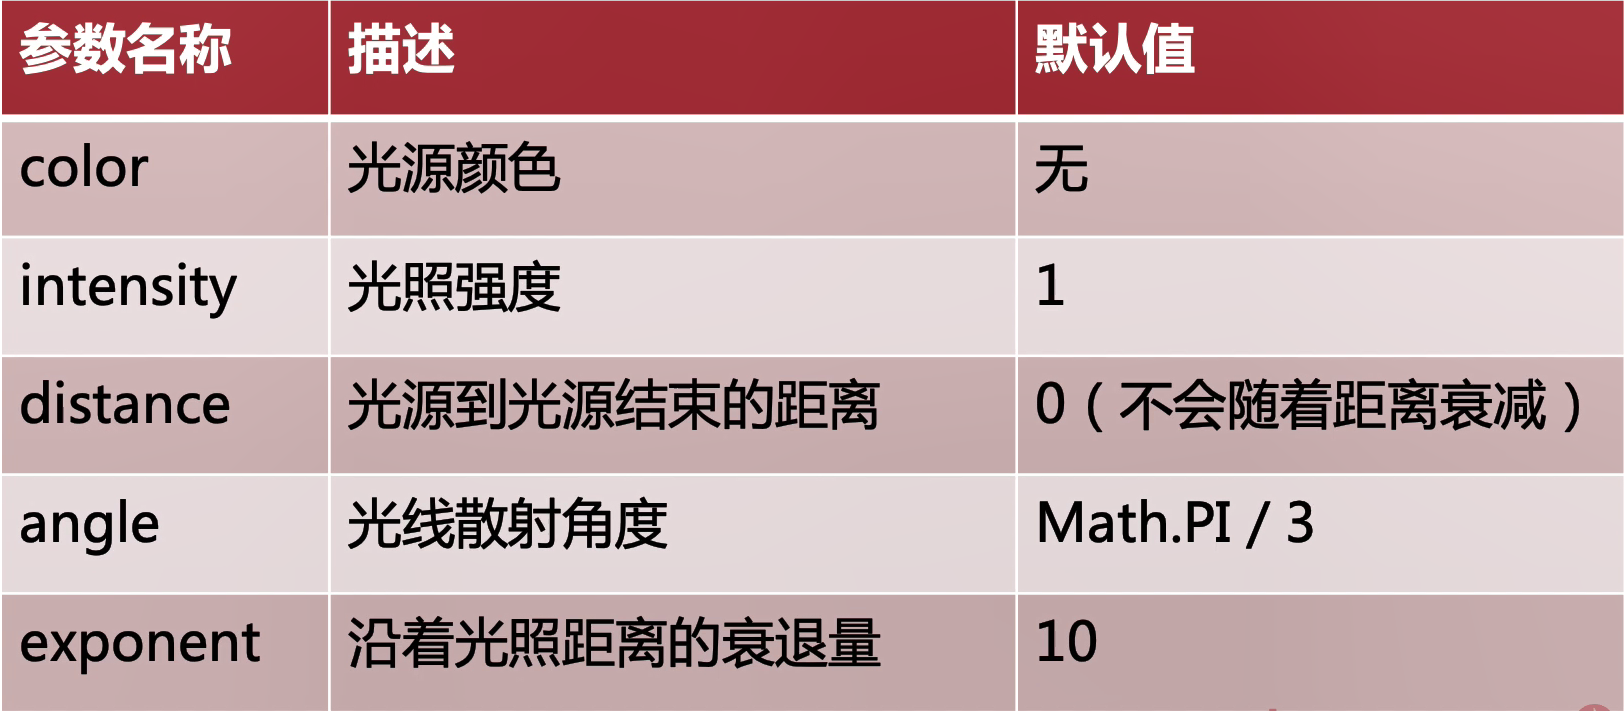 参数名称 描述 默认值
color 光源颜色 无
intensity 光照强度 1
distance 光源到光源结束的距离 0（不会随着距离衰减）
angle 光线散射角度 Math.PI / 3
exponent 沿着光照距离的衰退量 10